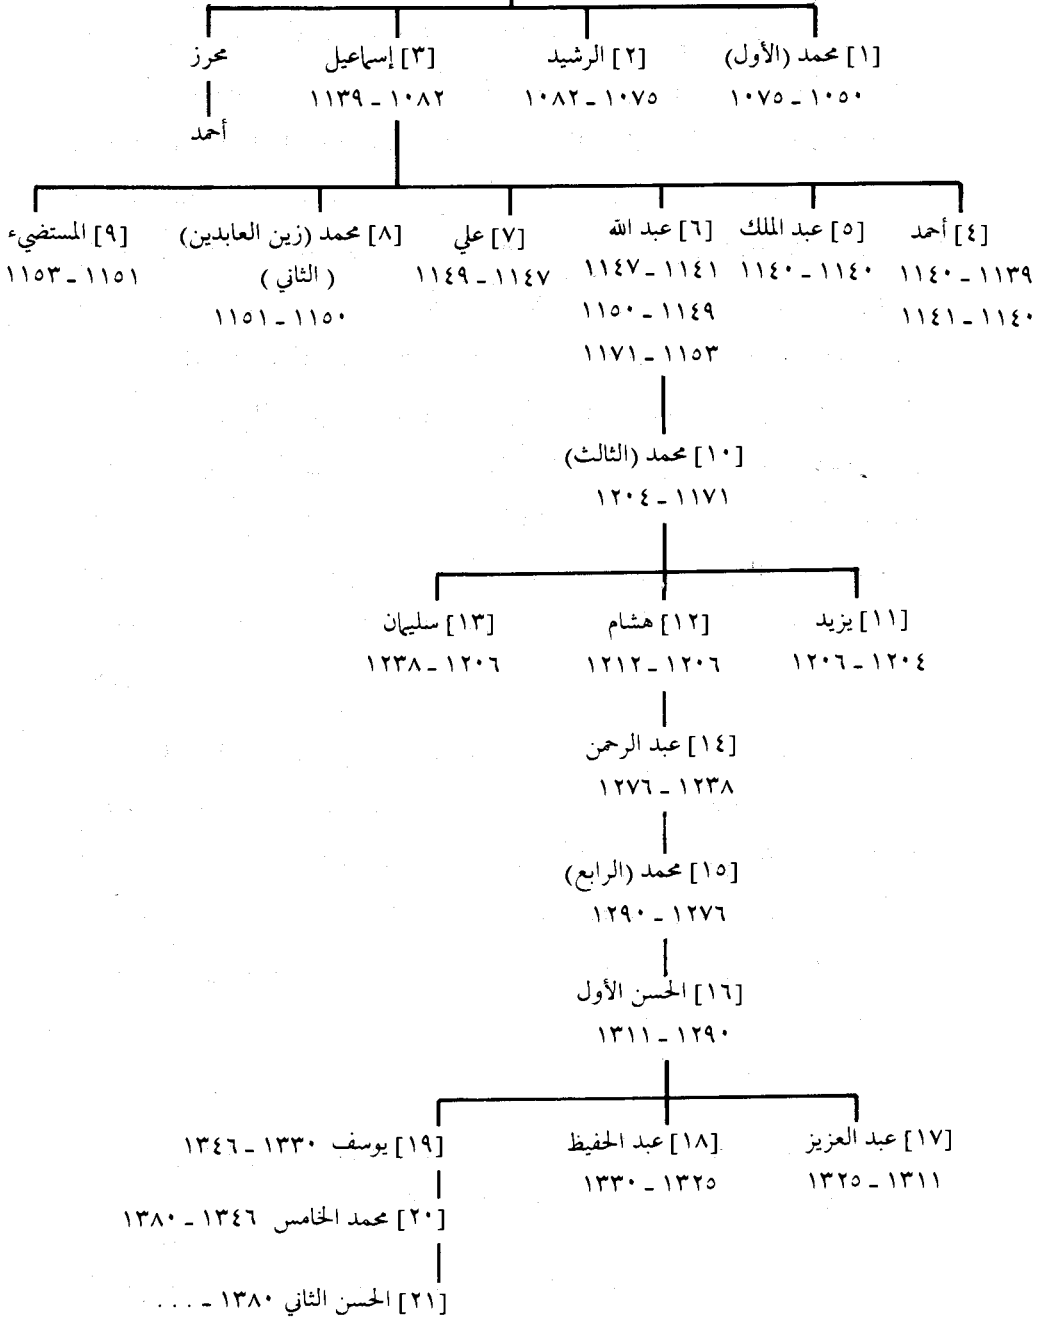 [١] محمد (الأول) [٢] الرشيد [٣] إسماعيل محرز
١٠٥٠ ـ ١٠٧٥ ١٠٧٥ ـ ١٠٨٢ ١٠٨٢ ـ ١١٣٩
أحمد
[٤] أحمد [٥] عبد الملك [٦] عبد الله [٧] علي [٨] محمد (زين العابدين) [٩] المستضيء
١١٣٩ ـ ١١٤٠ ١١٤٠ ـ ١١٤٠ ١١٤١ ـ ١١٤٧ ١١٤٧ ـ ١١٤٩ (الثاني) ١١٥١ ـ ١١٥٣
١١٤٠ ـ ١١٤١ ١١٤٩ ـ ١١٥٠ ١١٥٠ ـ ١١٥١
١١٥٣ ـ ١١٧١
[١٠] محمد (الثالث)
١١٧١ ـ ١٢٠٤
[١١] يزيد [١٢] هشام [١٣] سليمان
١٢٠٤ ـ ١٢٠٦ ١٢٠٦ ـ ١٢١٢ ١٢٠٦ ـ ١٢٣٨
[١٤] عبد الرحمن
١٢٣٨ ـ ١٢٧٦
[١٥] محمد (الرابع)
١٢٧٦ ـ ١٢٩٠
[١٦] الحسن الأول
١٢٩٠ ـ ١٣١١
[١٧] عبد العزيز [١٨] عبد الحفيظ [١٩] يوسف ١٣٣٠ ـ ١٣٤٦
١٣١١ ـ ١٣٢٥ ١٣٢٥ ـ ١٣٣٠
[٢٠] محمد الخامس ١٣٤٦ ـ ١٣٨٠
[٢١] الحسن الثاني ١٣٨٠ ـ ...